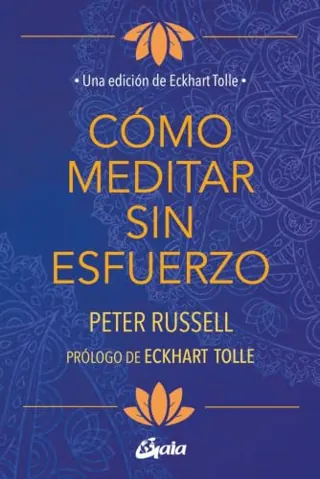 • Una edición de Eckhart Tolle •
CÓMO
MEDITAR
SIN
ESFUERZO
PETER RUSSELL
PRÓLOGO DE ECKHART TOLLE
Gaia